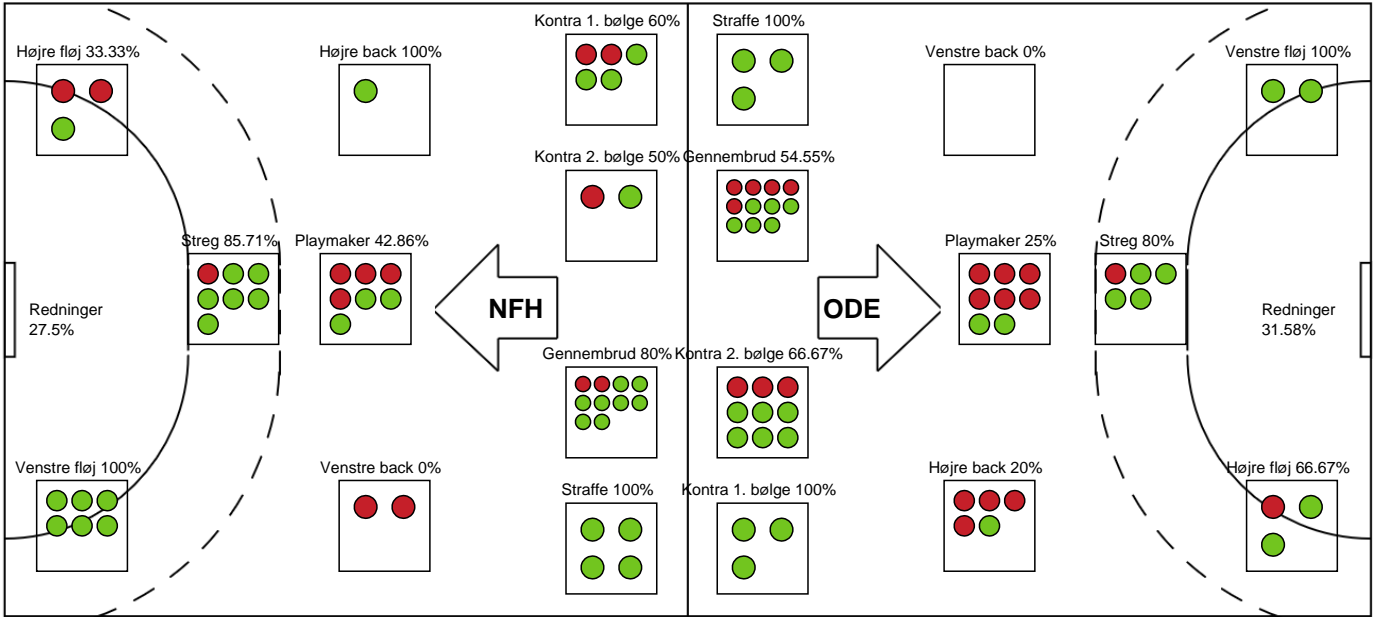 Kontra 1. bølge 60%
Straffe 100%
Højre fløj 33.33%
Højre back 100%
Venstre back 0%
Venstre fløj 100%
Kontra 2. bølge 50%
Gennembrud 54.55%
Streg 85.71%
Playmaker 42.86%
Playmaker 25%
Streg 80%
Redninger
27.5%
NFH
ODE
Redninger
31.58%
Gennembrud 80%
Kontra 2. bølge 66.67%
Venstre fløj 100%
Venstre back 0%
Højre back 20%
Højre fløj 66.67%
Straffe 100%
Kontra 1. bølge 100%